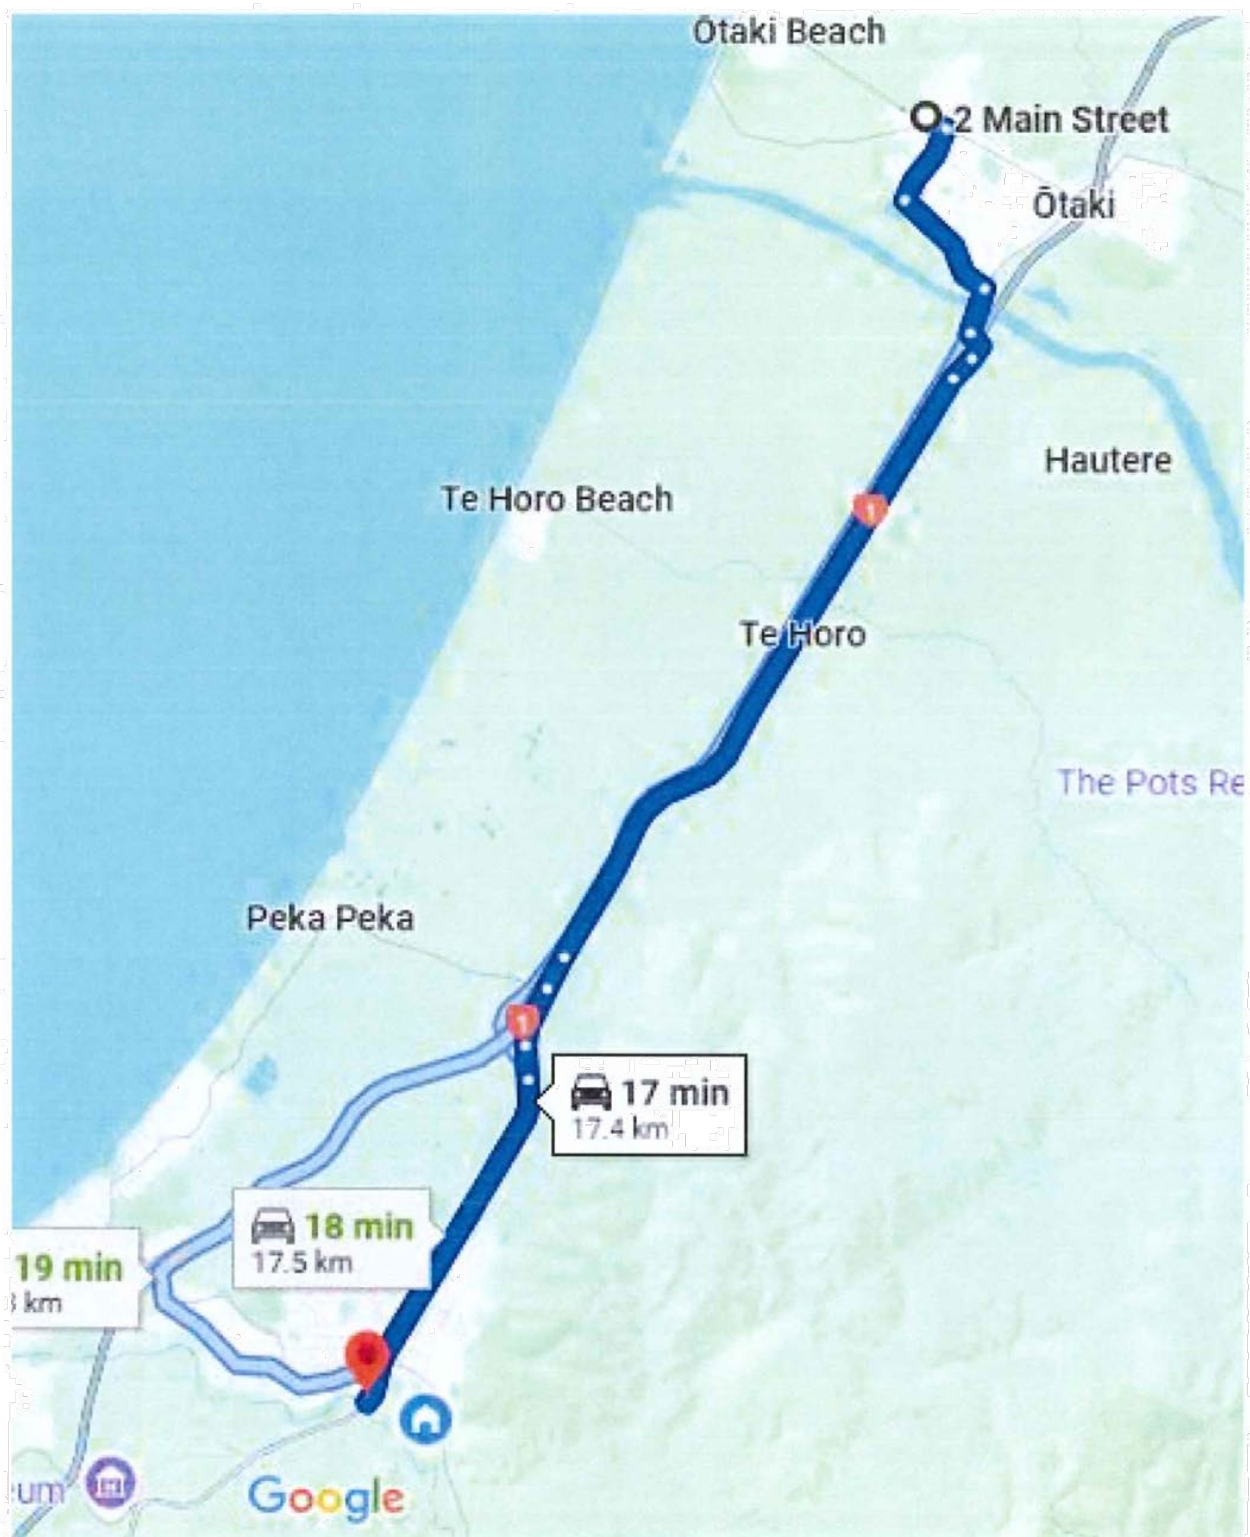 Ōtaki Beach
2 Main Street
Ōtaki
Hautere
Te Horo Beach
1
Te Horo
The Pots Re
Peka Peka
1
17 min
17.4 km
18 min
17.5 km
19 min
km
um
Google